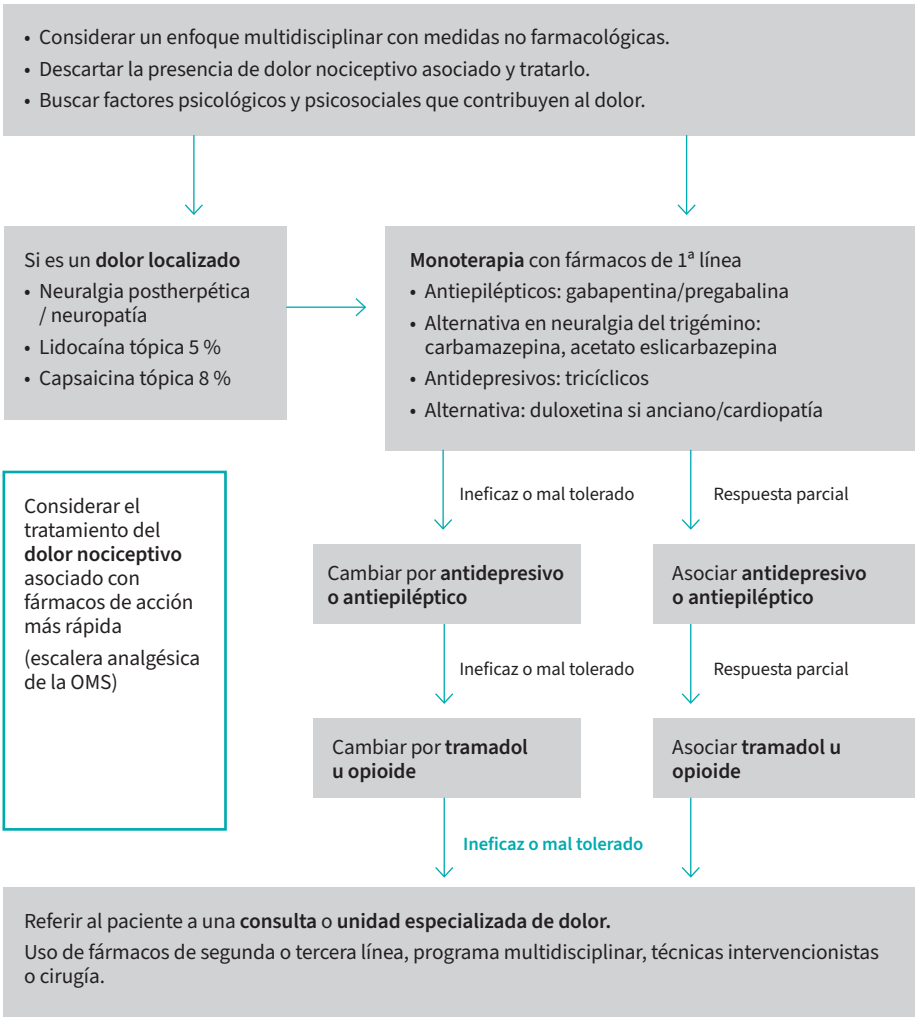 • Considerar un enfoque multidisciplinar con medidas no farmacológicas.
• Descartar la presencia de dolor nociceptivo asociado y tratarlo.
• Buscar factores psicológicos y psicosociales que contribuyen al dolor.
Si es un dolor localizado
• Neuralgia postherpética
/ neuropatía
• Lidocaína tópica 5 %
• Capsaicina tópica 8 %
Monoterapia con fármacos de 1ª línea
• Antiepilépticos: gabapentina/pregabalina
• Alternativa en neuralgia del trigémino:
carbamazepina, acetato eslicarbazepina
• Antidepresivos: tricíclicos
• Alternativa: duloxetina si anciano/cardiopatía
Considerar el
tratamiento del
dolor nociceptivo
asociado con
fármacos de acción
más rápida
(escalera analgésica
de la OMS)
Ineficaz o mal tolerado
Respuesta parcial
Cambiar por antidepresivo
o antiepiléptico
Asociar antidepresivo
o antiepiléptico
Ineficaz o mal tolerado
Respuesta parcial
Cambiar por tramadol
u opioide
Asociar tramadol u
opioide
Ineficaz o mal tolerado
Referir al paciente a una consulta o unidad especializada de dolor.
Uso de fármacos de segunda o tercera línea, programa multidisciplinar, técnicas intervencionistas
o cirugía.